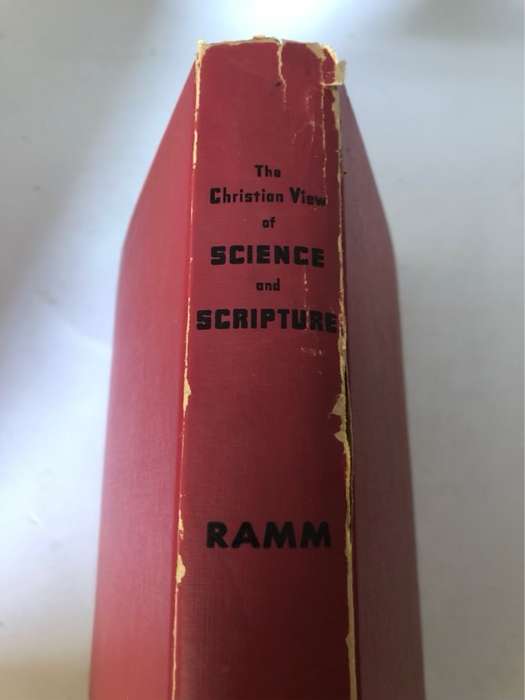 The
Christian View
of
SCIENCE
and
SCRIPTURE
RAMM